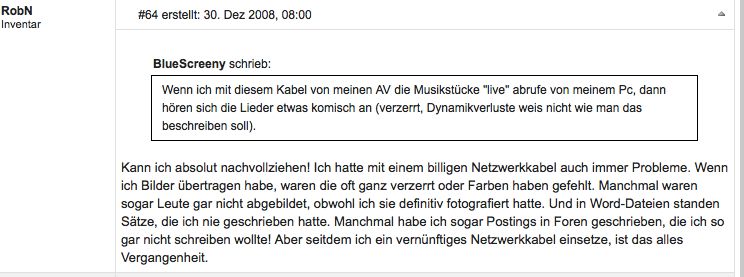 RobN
Inventar
#64 erstellt: 30. Dez 2008, 08:00
BlueScreeny schrieb:
Wenn ich mit diesem Kabel von meinen AV die Musikstücke "live" abrufe von meinem Pc, dann
hören sich die Lieder etwas komisch an (verzerrt, Dynamikverluste weis nicht wie man das
beschreiben soll).
Kann ich absolut nachvollziehen! Ich hatte mit einem billigen Netzwerkkabel auch immer Probleme. Wenn
ich Bilder übertragen habe, waren die oft ganz verzerrt oder Farben haben gefehlt. Manchmal waren
sogar Leute gar nicht abgebildet, obwohl ich sie definitiv fotografiert hatte. Und in Word-Dateien standen
Sätze, die ich nie geschrieben hatte. Manchmal habe ich sogar Postings in Foren geschrieben, die ich so
gar nicht schreiben wollte! Aber seitdem ich ein vernünftiges Netzwerkkabel einsetze, ist das alles
Vergangenheit.